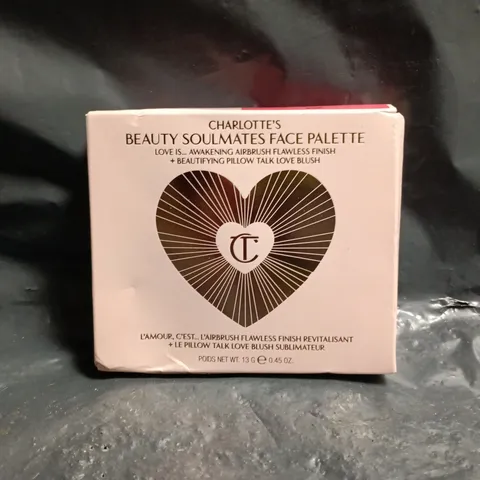 CHARLOTTE'S
BEAUTY SOULMATES FACE PALETTE
LOVE IS... AWAKENING AIRBRUSH FLAWLESS FINISH
+ BEAUTIFYING PILLOW TALK LOVE BLUSH
CT
L'AMOUR, C'EST... L'AIRBRUSH FLAWLESS FINISH REVITALISANT
+ LE PILLOW TALK LOVE BLUSH SUBLIMATEUR
POIDS NET WT. 13 G ℮ 0.45 OZ.